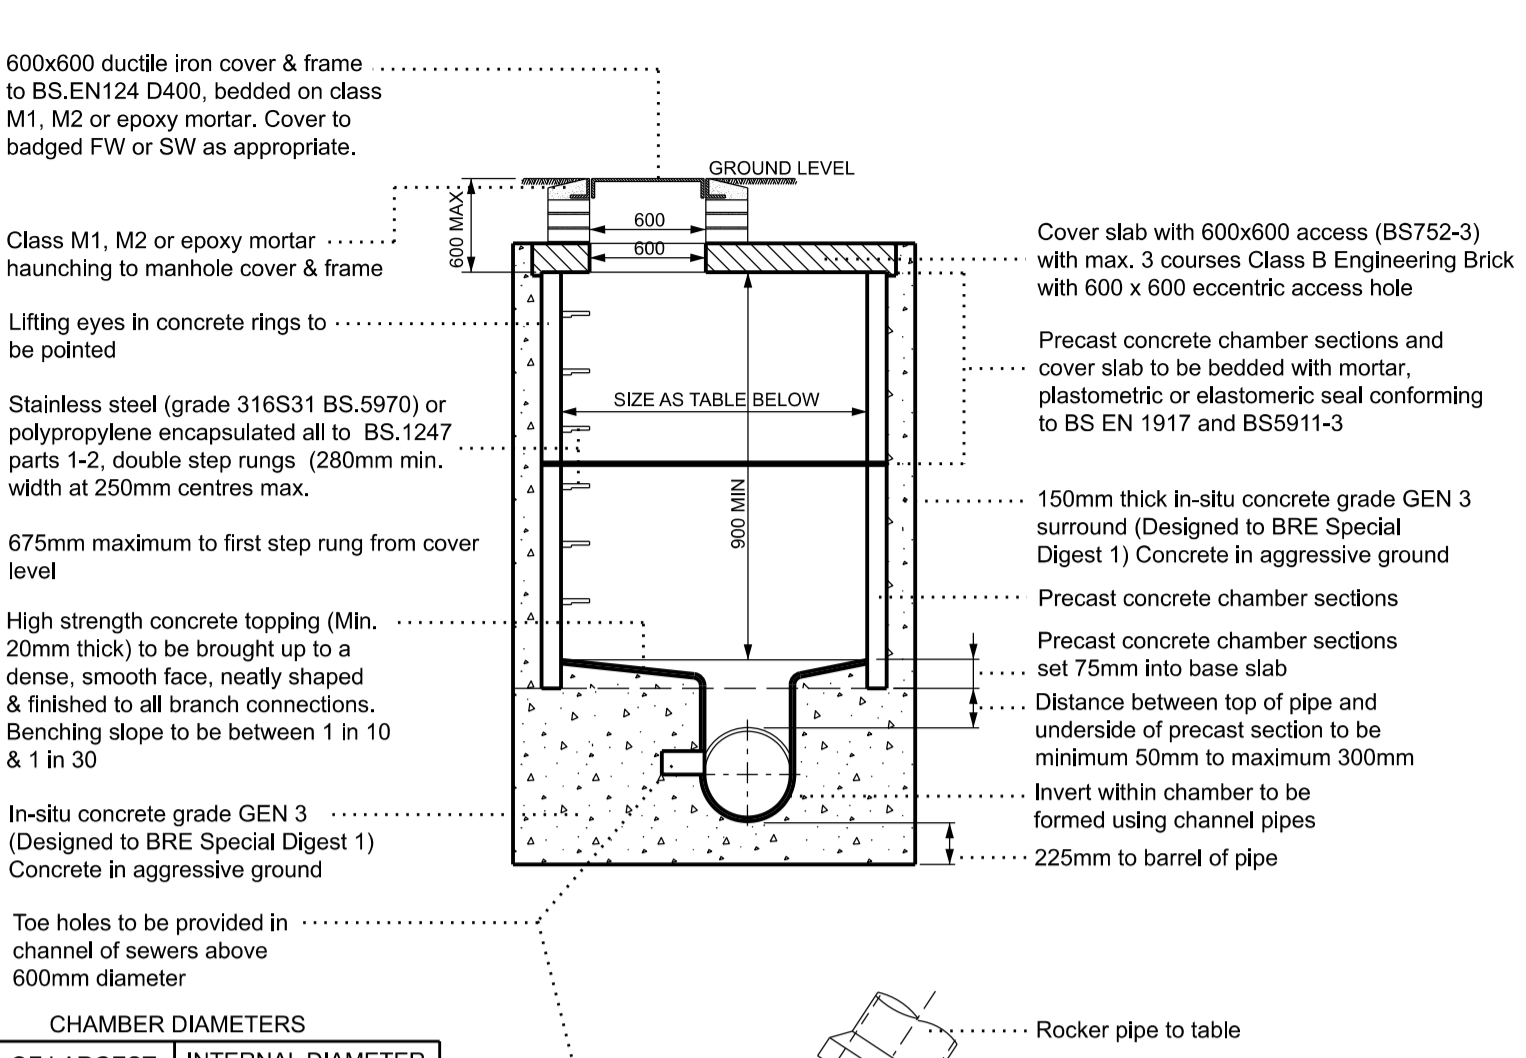 600x600 ductile iron cover & frame
to BS.EN124 D400, bedded on class
M1, M2 or epoxy mortar. Cover to
badged FW or SW as appropriate.
GROUND LEVEL
600 MAX
600
600
Class M1, M2 or epoxy mortar
haunching to manhole cover & frame
Lifting eyes in concrete rings to
be pointed
Stainless steel (grade 316S31 BS.5970) or
polypropylene encapsulated all to BS.1247
parts 1-2, double step rungs (280mm min.
width at 250mm centres max.
675mm maximum to first step rung from cover
level
High strength concrete topping (Min.
20mm thick) to be brought up to a
dense, smooth face, neatly shaped
& finished to all branch connections.
Benching slope to be between 1 in 10
& 1 in 30
In-situ concrete grade GEN 3
(Designed to BRE Special Digest 1)
Concrete in aggressive ground
Toe holes to be provided in
channel of sewers above
600mm diameter
SIZE AS TABLE BELOW
900 MIN
Cover slab with 600x600 access (BS752-3)
with max. 3 courses Class B Engineering Brick
with 600 x 600 eccentric access hole
Precast concrete chamber sections and
cover slab to be bedded with mortar,
plastometric or elastomeric seal conforming
to BS EN 1917 and BS5911-3
150mm thick in-situ concrete grade GEN 3
surround (Designed to BRE Special
Digest 1) Concrete in aggressive ground
Precast concrete chamber sections
Precast concrete chamber sections
set 75mm into base slab
Distance between top of pipe and
underside of precast section to be
minimum 50mm to maximum 300mm
Invert within chamber to be
formed using channel pipes
225mm to barrel of pipe
Rocker pipe to table
CHAMBER DIAMETERS
OF LARGEST
INTERNAL DIAMETER